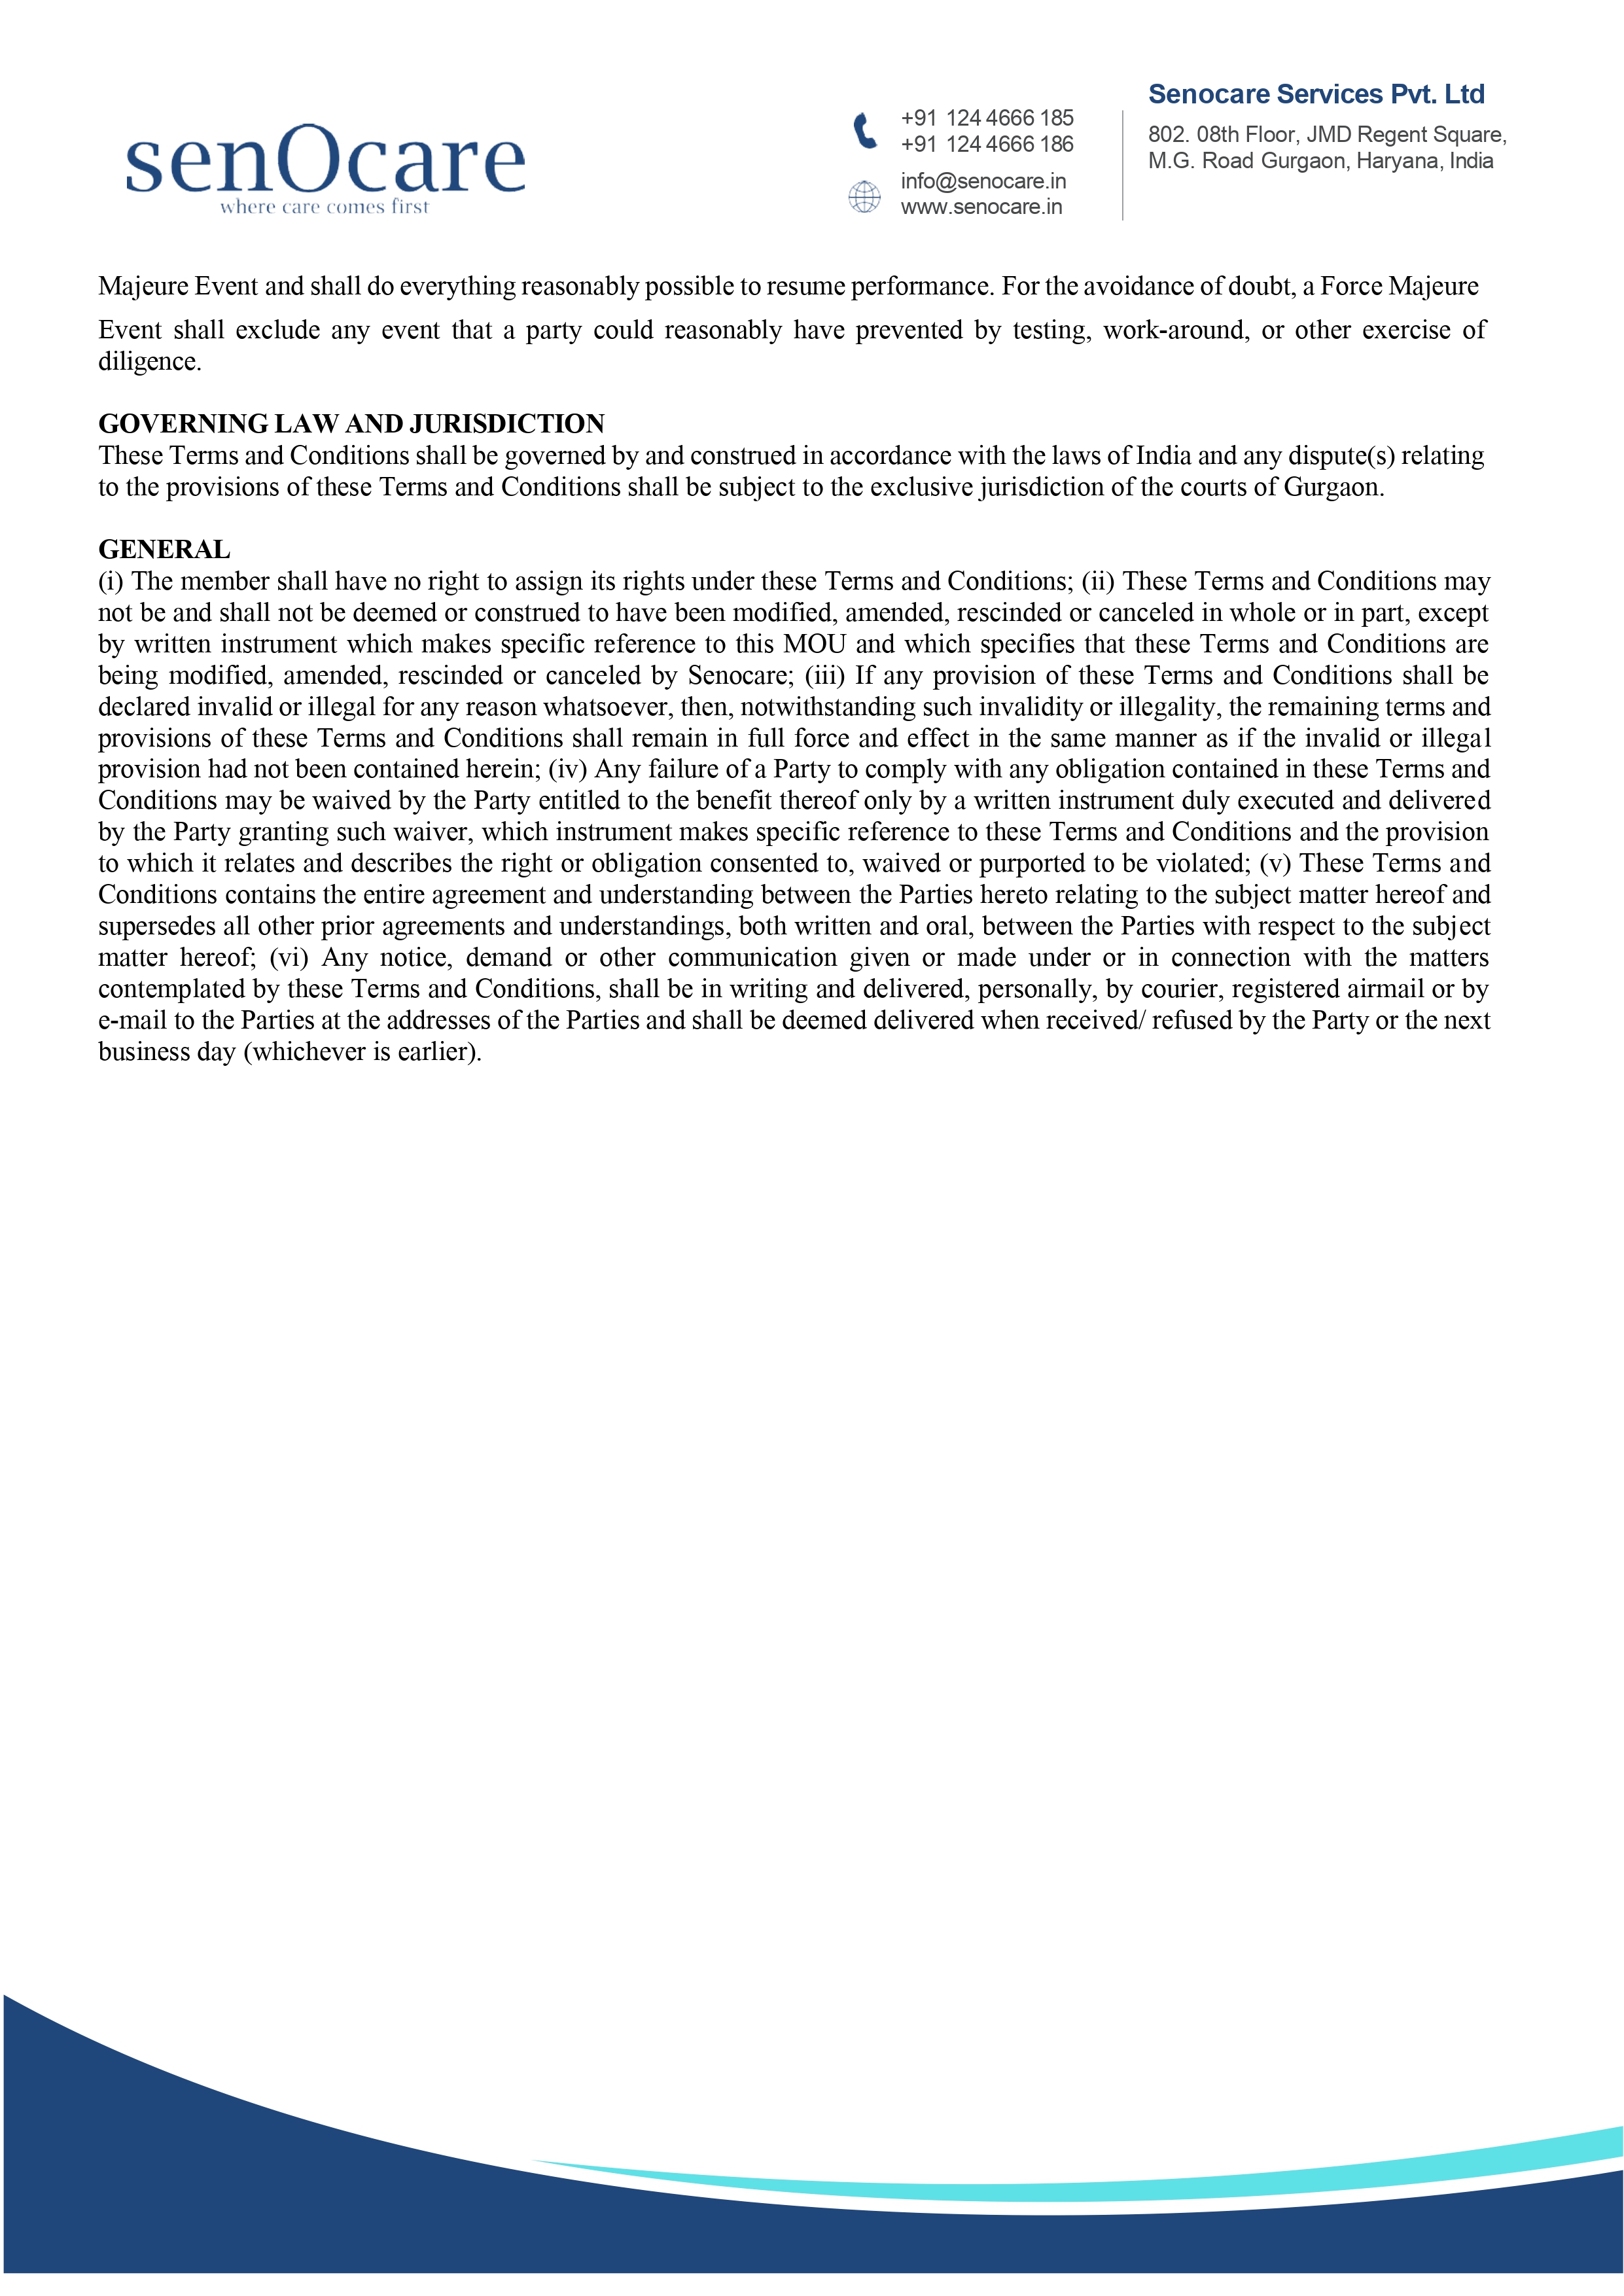 senOcare
where care comes first
+91 124 4666 185
+91 124 4666 186
info@senocare.in
www.senocare.in
Senocare Services Pvt. Ltd
802. 08th Floor, JMD Regent Square,
M.G. Road Gurgaon, Haryana, India
Majeure Event and shall do everything reasonably possible to resume performance. For the avoidance of doubt, a Force Majeure
Event shall exclude any event that a party could reasonably have prevented by testing, work-around, or other exercise of
diligence.
GOVERNING LAW AND JURISDICTION
These Terms and Conditions shall be governed by and construed in accordance with the laws of India and any dispute(s) relating
to the provisions of these Terms and Conditions shall be subject to the exclusive jurisdiction of the courts of Gurgaon.
GENERAL
(i) The member shall have no right to assign its rights under these Terms and Conditions; (ii) These Terms and Conditions may
not be and shall not be deemed or construed to have been modified, amended, rescinded or canceled in whole or in part, except
by written instrument which makes specific reference to this MOU and which specifies that these Terms and Conditions are
being modified, amended, rescinded or canceled by Senocare; (iii) If any provision of these Terms and Conditions shall be
declared invalid or illegal for any reason whatsoever, then, notwithstanding such invalidity or illegality, the remaining terms and
provisions of these Terms and Conditions shall remain in full force and effect in the same manner as if the invalid or illegal
provision had not been contained herein; (iv) Any failure of a Party to comply with any obligation contained in these Terms and
Conditions may be waived by the Party entitled to the benefit thereof only by a written instrument duly executed and delivered
by the Party granting such waiver, which instrument makes specific reference to these Terms and Conditions and the provision
to which it relates and describes the right or obligation consented to, waived or purported to be violated; (v) These Terms and
Conditions contains the entire agreement and understanding between the Parties hereto relating to the subject matter hereof and
supersedes all other prior agreements and understandings, both written and oral, between the Parties with respect to the subject
matter hereof; (vi) Any notice, demand or other communication given or made under or in connection with the matters
contemplated by these Terms and Conditions, shall be in writing and delivered, personally, by courier, registered airmail or by
e-mail to the Parties at the addresses of the Parties and shall be deemed delivered when received/ refused by the Party or the next
business day (whichever is earlier).